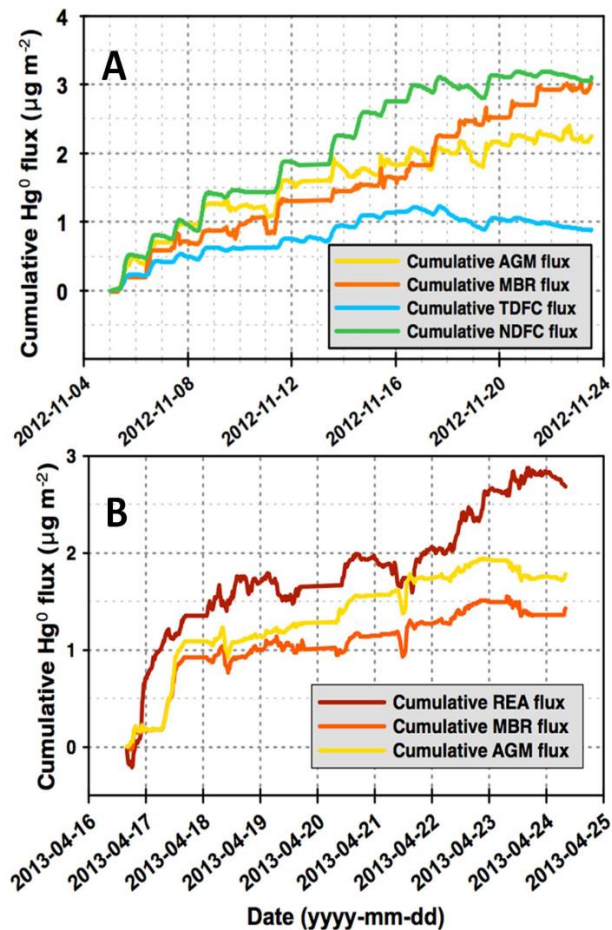 A
Cumulative Hg⁰ flux (µg m⁻²)
4
3
2
1
0
Cumulative AGM flux
Cumulative MBR flux
Cumulative TDFC flux
Cumulative NDFC flux
2012-11-04
2012-11-08
2012-11-12
2012-11-16
2012-11-20
2012-11-24
B
Cumulative Hg⁰ flux (µg m⁻²)
3
2
1
0
Cumulative REA flux
Cumulative MBR flux
Cumulative AGM flux
2013-04-16
2013-04-17
2013-04-18
2013-04-19
2013-04-20
2013-04-21
2013-04-22
2013-04-23
2013-04-24
2013-04-25
Date (yyyy-mm-dd)